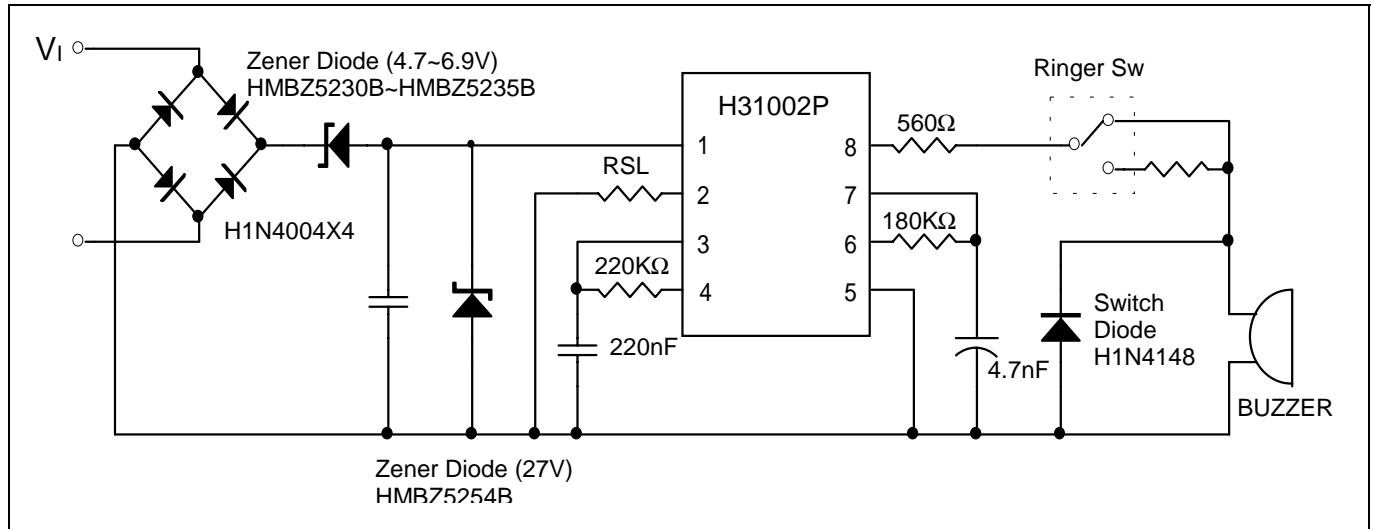 VI
Zener Diode (4.7~6.9V)
HMBZ5230B~HMBZ5235B
H1N4004X4
RSL
220KΩ
220nF
Zener Diode (27V)
HMBZ5254B
H31002P
1
2
3
4
8
7
6
5
560Ω
180KΩ
4.7nF
Ringer Sw
Switch
Diode
H1N4148
BUZZER